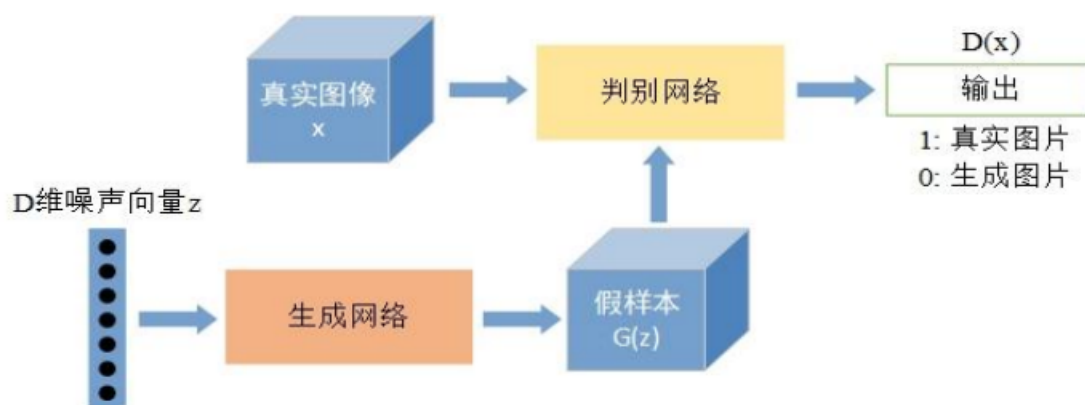 真实图像
x
判别网络
D(x)
输出
1: 真实图片
0: 生成图片
D维噪声向量z
生成网络
假样本
G(z)